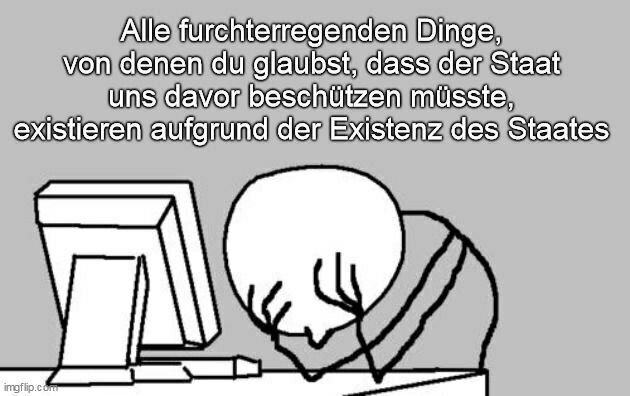 Alle furchterregenden Dinge,
von denen du glaubst, dass der Staat
uns davor beschützen müsste,
existieren aufgrund der Existenz des Staates
imgflip.com